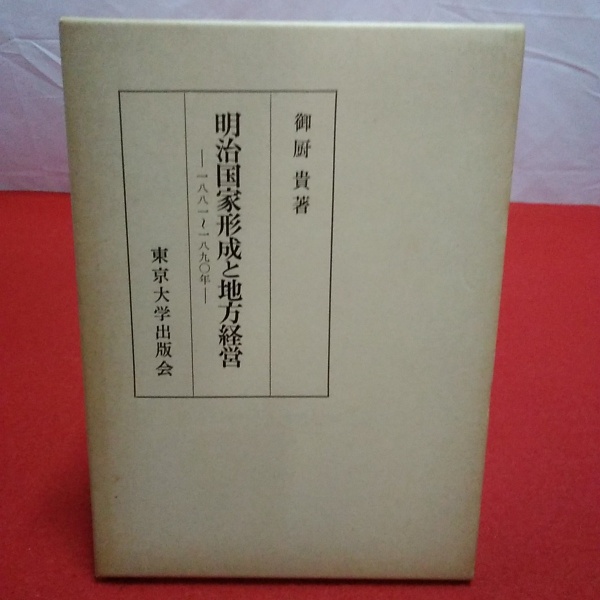 御厨 貴著
明治国家形成と地方経営
― 一八八一〜一八九〇年 ―
東京大学出版会